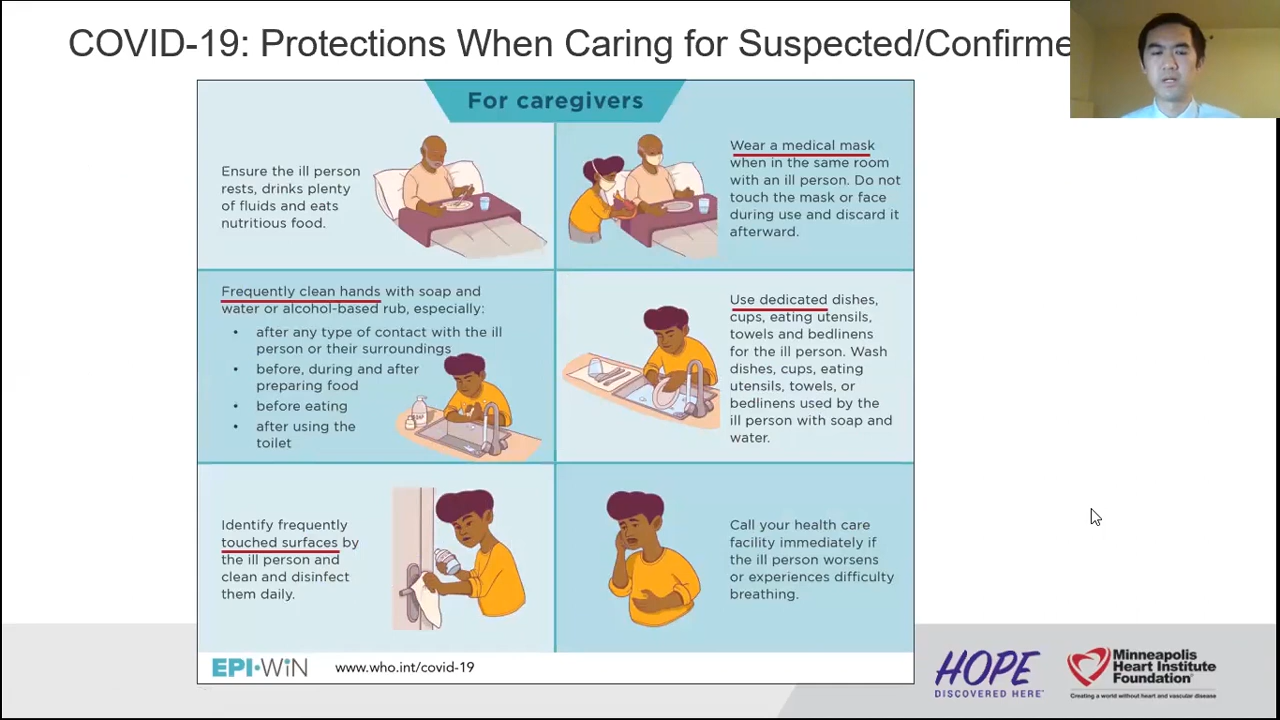 COVID-19: Protections When Caring for Suspected/Confirme
For caregivers
Ensure the ill person
rests, drinks plenty
of fluids and eats
nutritious food.
Wear a medical mask
when in the same room
with an ill person. Do not
touch the mask or face
during use and discard it
afterward.
Frequently clean hands with soap and
water or alcohol-based rub, especially:
• after any type of contact with the ill
person or their surroundings
• before, during and after
preparing food
• before eating
• after using the
toilet
Use dedicated dishes,
cups, eating utensils,
towels and bedlinens
for the ill person. Wash
dishes, cups, eating
utensils, towels, or
bedlinens used by the
ill person with soap and
water.
Identify frequently
touched surfaces by
the ill person and
clean and disinfect
them daily.
Call your health care
facility immediately if
the ill person worsens
or experiences difficulty
breathing.
EPI•WiN
www.who.int/covid-19
HOPE
DISCOVERED HERE™
Minneapolis
Heart Institute
Foundation®
Creating a world without heart and vascular disease